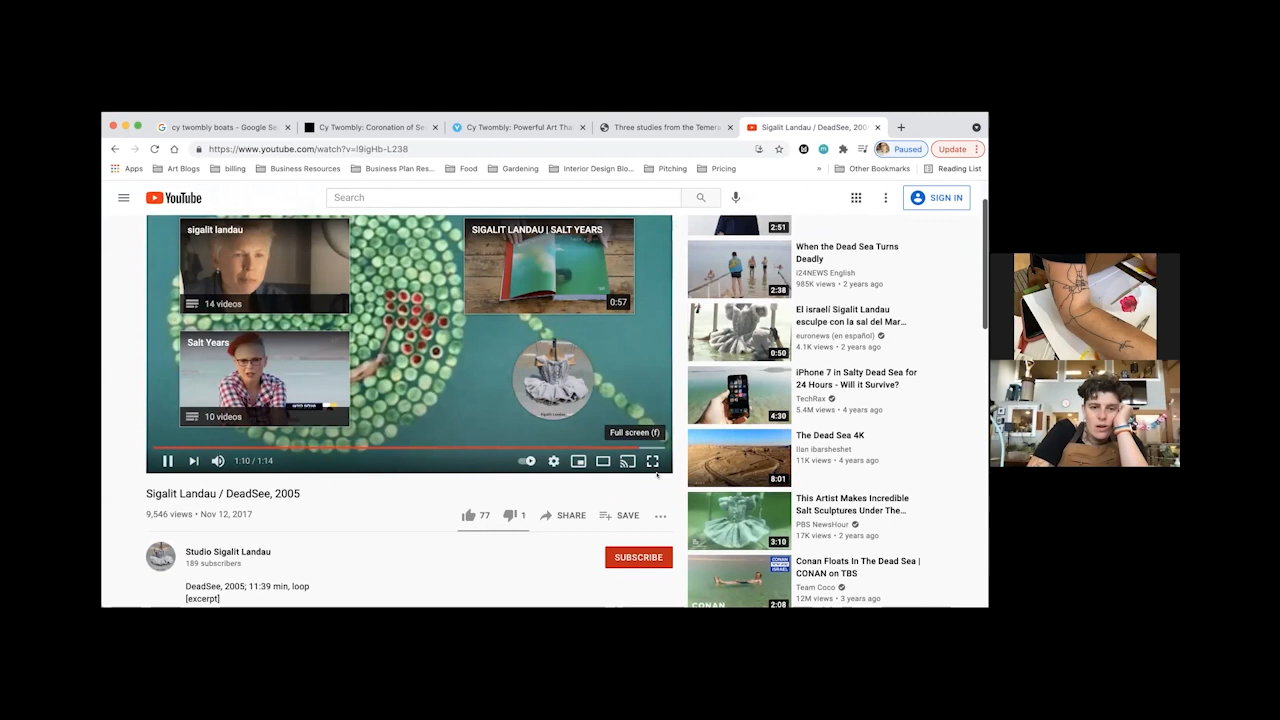 cy twombly boats - Google Se
Cy Twombly: Coronation of Se
Cy Twombly: Powerful Art Tha
Three studies from the Temera
Sigalit Landau / DeadSee, 200
https://www.youtube.com/watch?v=l9igHb-L238
Paused
Update
Apps
Art Blogs
billing
Business Resources
Business Plan Res...
Food
Gardening
Interior Design Blo...
Pitching
Pricing
»
Other Bookmarks
Reading List
YouTube
Search
SIGN IN
sigalit landau
14 videos
SIGALIT LANDAU | SALT YEARS
0:57
Salt Years
10 videos
Sigalit Landau
Full screen (f)
1:10 / 1:14
Sigalit Landau / DeadSee, 2005
9,546 views • Nov 12, 2017
77
1
SHARE
SAVE
Studio Sigalit Landau
189 subscribers
SUBSCRIBE
DeadSee, 2005; 11:39 min, loop
[excerpt]
2:51
When the Dead Sea Turns
Deadly
i24NEWS English
985K views • 2 years ago
2:38
El israelí Sigalit Landau
esculpe con la sal del Mar...
euronews (en español)
4.1K views • 2 years ago
0:50
iPhone 7 in Salty Dead Sea for
24 Hours - Will it Survive?
TechRax
5.4M views • 4 years ago
4:30
The Dead Sea 4K
Ilan ibarsheshet
11K views • 4 years ago
8:01
This Artist Makes Incredible
Salt Sculptures Under The...
PBS NewsHour
17K views • 2 years ago
3:10
Conan Floats In The Dead Sea |
CONAN on TBS
Team Coco
12M views • 3 years ago
CONAN
2:08